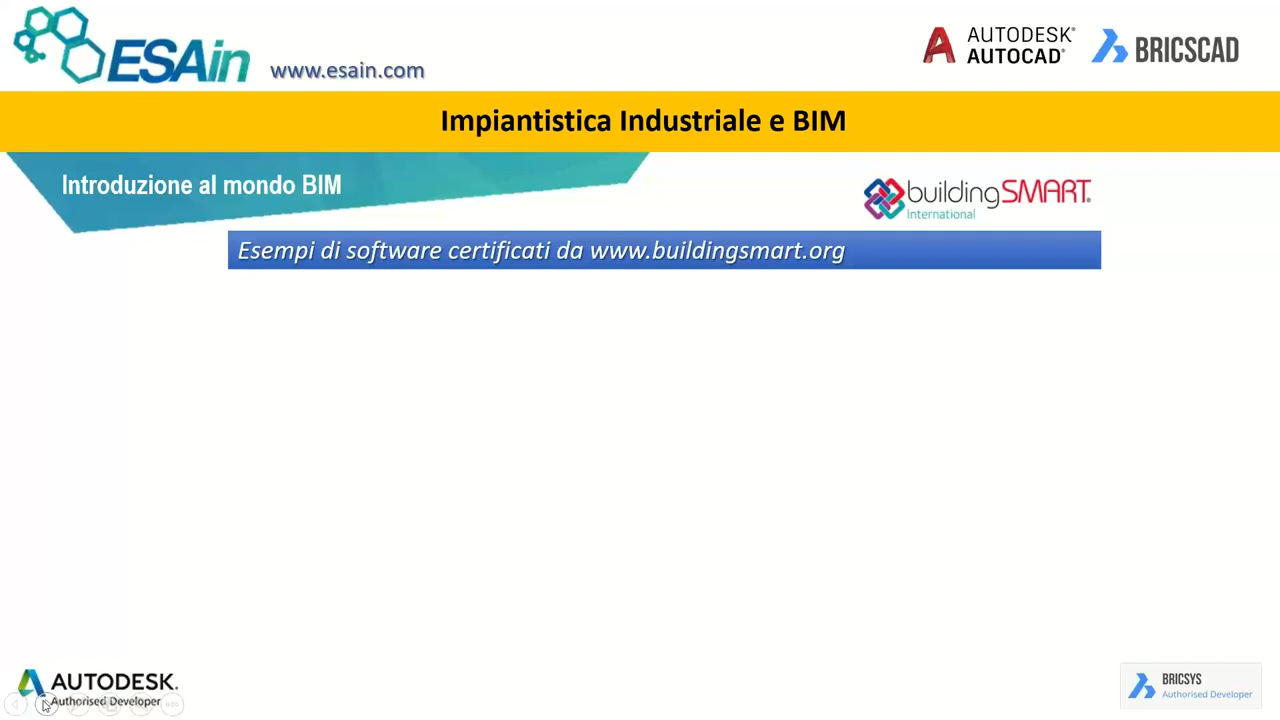 ESAin
www.esain.com
AUTODESK®
AUTOCAD®
BRICSCAD
Impiantistica Industriale e BIM
Introduzione al mondo BIM
buildingSMART®
International
Esempi di software certificati da www.buildingsmart.org
AUTODESK.
Authorised Developer
BRICSYS
Authorised Developer